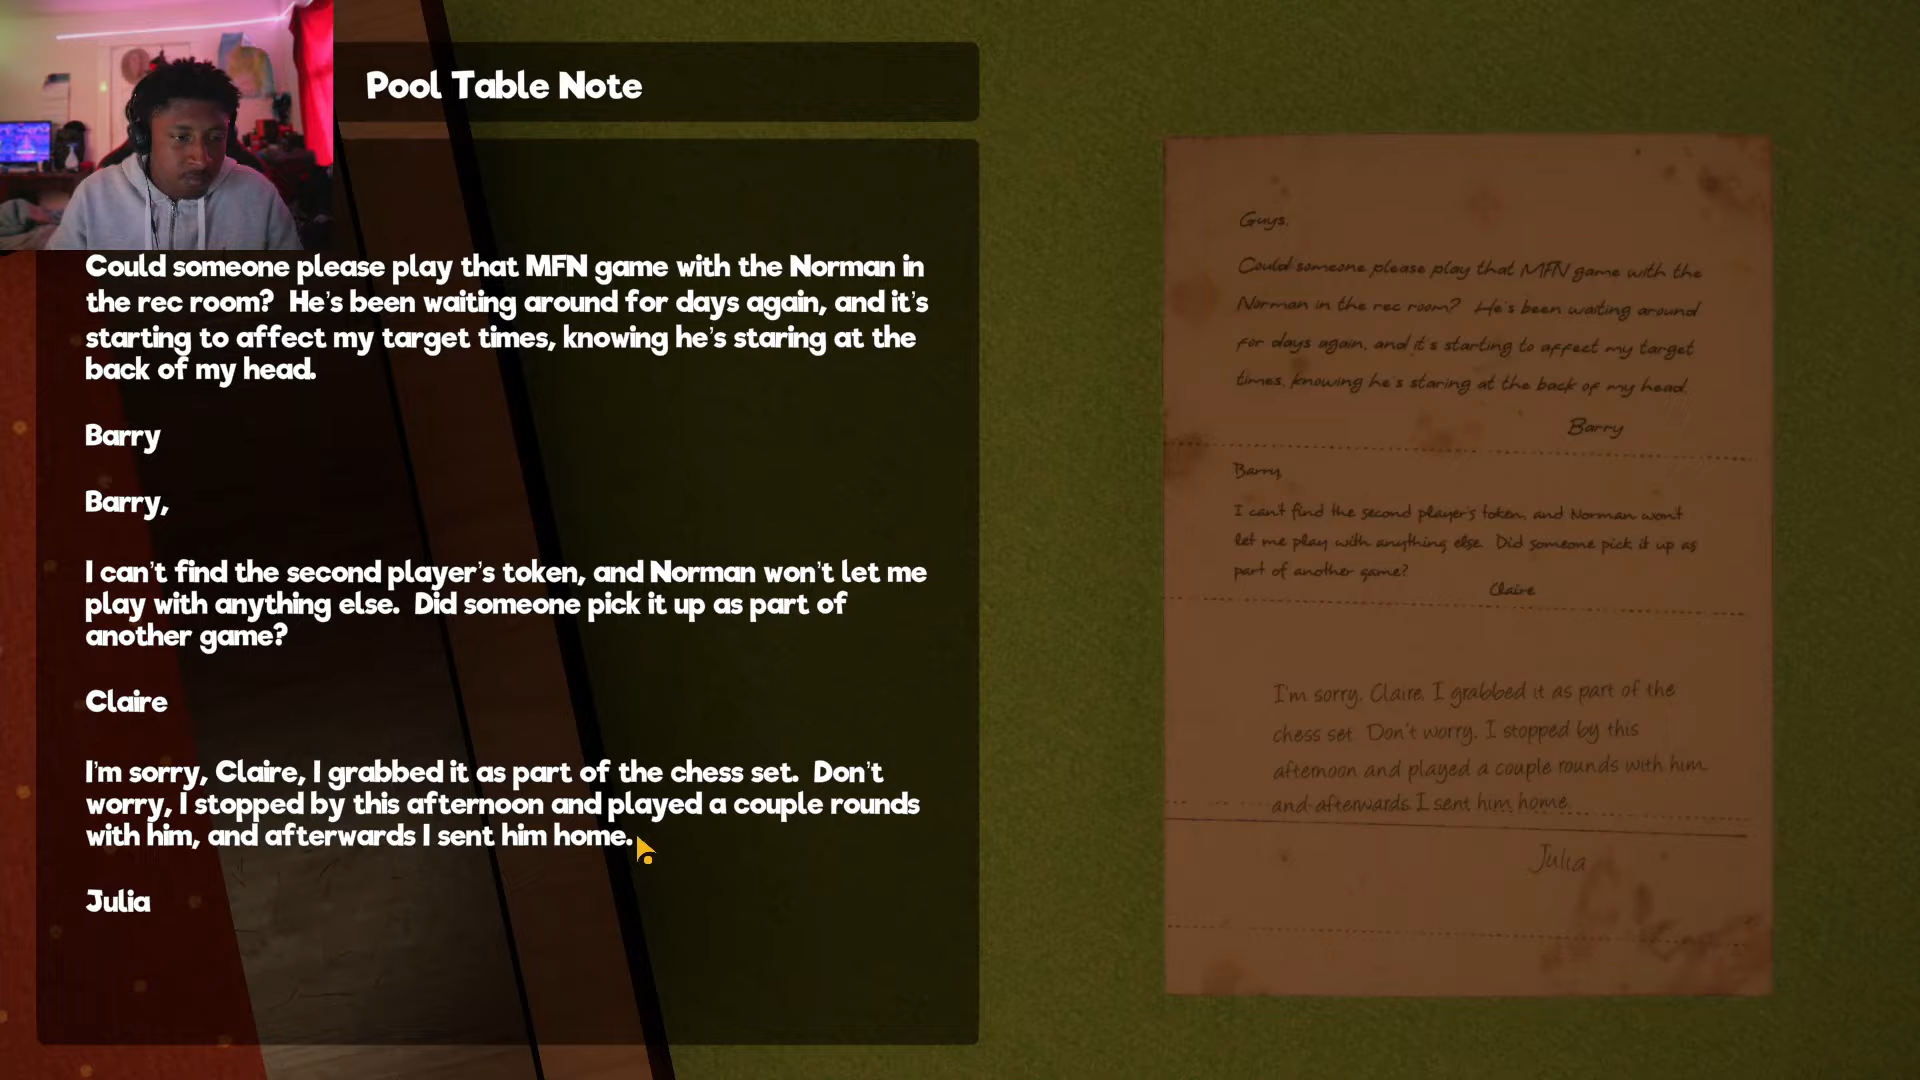 Pool Table Note
Could someone please play that MFN game with the Norman in
the rec room?  He's been waiting around for days again, and it's
starting to affect my target times, knowing he's staring at the
back of my head.
Barry
Barry,
I can't find the second player's token, and Norman won't let me
play with anything else.  Did someone pick it up as part of
another game?
Claire
I'm sorry, Claire, I grabbed it as part of the chess set.  Don't
worry, I stopped by this afternoon and played a couple rounds
with him, and afterwards I sent him home.
Julia
Guys,
Could someone please play that MFN game with the
Norman in the rec room?  He's been waiting around
for days again, and it's starting to affect my target
times, knowing he's staring at the back of my head.
Barry
Barry,
I can't find the second player's token, and Norman won't
let me play with anything else.  Did someone pick it up as
part of another game?
Claire
I'm sorry, Claire, I grabbed it as part of the
chess set.  Don't worry, I stopped by this
afternoon and played a couple rounds with him,
and afterwards I sent him home.
Julia